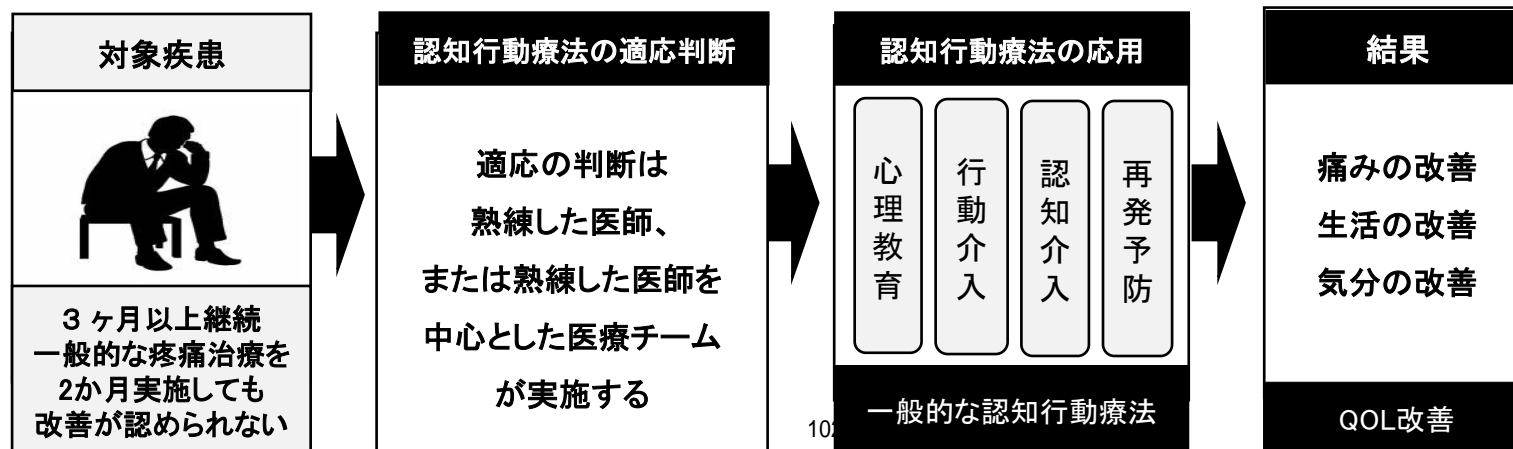 対象疾患
３ヶ月以上継続
一般的な疼痛治療を
2か月実施しても
改善が認められない
認知行動療法の適応判断
適応の判断は
熟練した医師、
または熟練した医師を
中心とした医療チーム
が実施する
認知行動療法の応用
心理教育
行動介入
認知介入
再発予防
一般的な認知行動療法
結果
痛みの改善
生活の改善
気分の改善
QOL改善